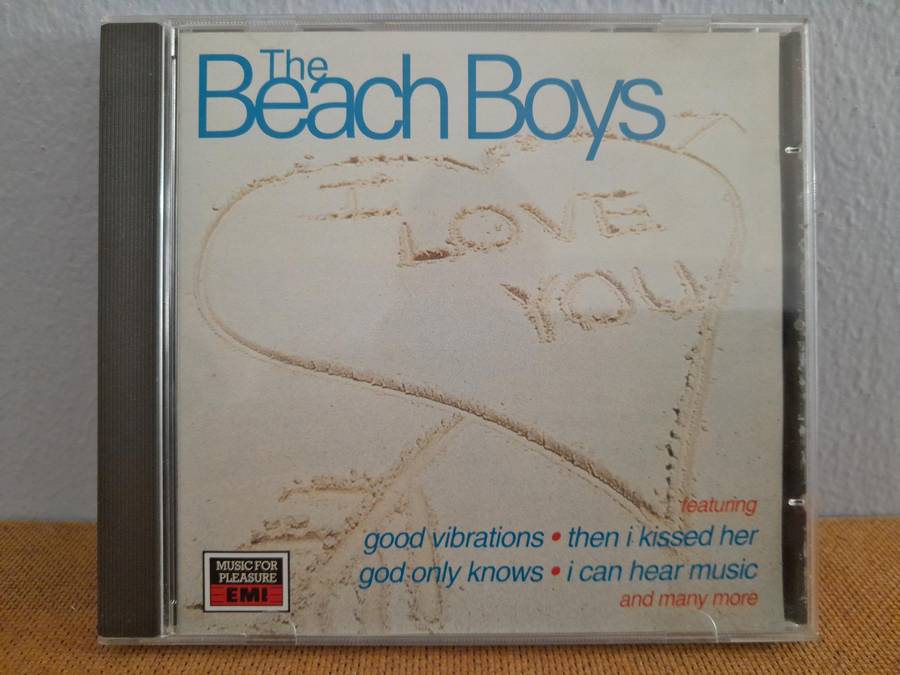 The
Beach Boys
I
LOVE
YOU
featuring
good vibrations • then i kissed her
god only knows • i can hear music
and many more
MUSIC FOR
PLEASURE
EMI